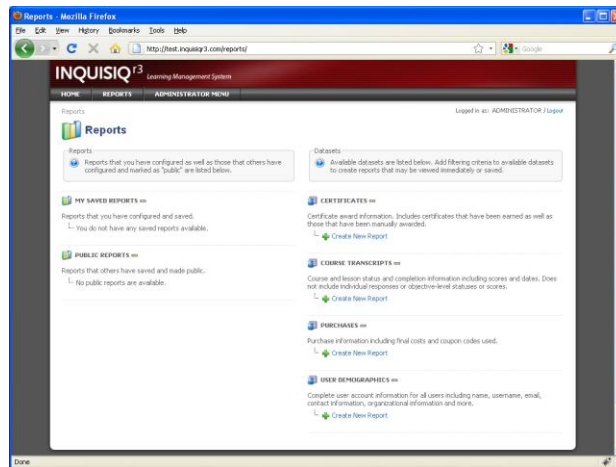 Reports - Mozilla Firefox
File Edit View History Bookmarks Tools Help
http://test.inquisiqr3.com/reports/
Google
INQUISIQ r3 Learning Management System
HOME REPORTS ADMINISTRATOR MENU
Reports
Logged in as: ADMINISTRATOR / Logout
Reports
Reports
Reports that you have configured as well as those that others have
configured and marked as "public" are listed below.
Datasets
Available datasets are listed below. Add filtering criteria to available datasets
to create reports that may be viewed immediately or saved.
MY SAVED REPORTS
Reports that you have configured and saved.
You do not have any saved reports available.
PUBLIC REPORTS
Reports that others have saved and made public.
No public reports are available.
CERTIFICATES
Certificate award information. Includes certificates that have been earned as well as
those that have been manually awarded.
Create New Report
COURSE TRANSCRIPTS
Course and lesson status and completion information including scores and dates. Does
not include individual responses or objective-level statuses or scores.
Create New Report
PURCHASES
Purchase information including final costs and coupon codes used.
Create New Report
USER DEMOGRAPHICS
Complete user account information for all users including name, username, email,
contact information, organizational information and more.
Create New Report
Done